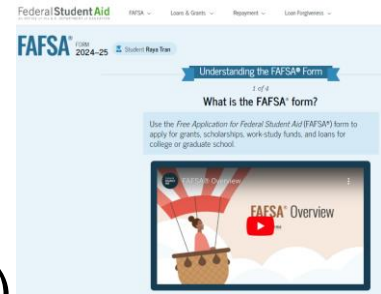 Federal Student Aid
FAFSA Loans & Grants Repayment Loan Forgiveness
FAFSA® FORM 2024–25 Student Raya Tran
Understanding the FAFSA® Form
1 of 4
What is the FAFSA® form?
Use the Free Application for Federal Student Aid (FAFSA®) form to
apply for grants, scholarships, work-study funds, and loans for
college or graduate school.
FAFSA® Overview
FAFSA® Overview
)